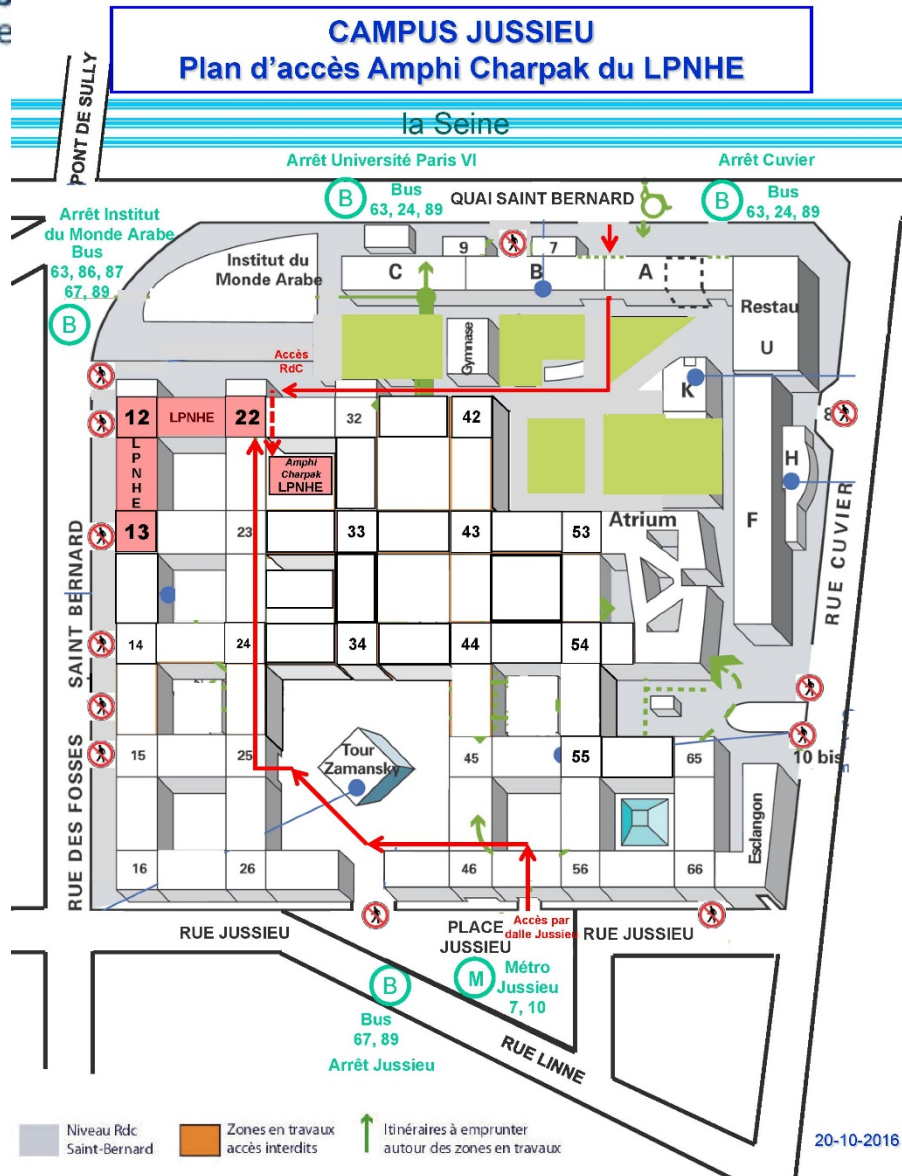 CAMPUS JUSSIEU
Plan d'accès Amphi Charpak du LPNHE
PONT DE SULLY
la Seine
Arrêt Université Paris VI
Arrêt Cuvier
B
Bus
63, 24, 89
QUAI SAINT BERNARD
B
Bus
63, 24, 89
Arrêt Institut
du Monde Arabe
Bus
63, 86, 87
67, 89
B
Institut du
Monde Arabe
9
7
C
B
A
Restau
U
Gymnase
Accès
RdC
K
12
LPNHE
22
32
42
8
LPNHE
Amphi
Charpak
LPNHE
H
F
13
23
33
43
53
Atrium
RUE CUVIER
14
24
34
44
54
RUE DES FOSSES SAINT BERNARD
15
25
Tour
Zamansky
45
55
65
10 bis
16
26
46
56
66
Esclangon
RUE JUSSIEU
PLACE
JUSSIEU
Accès par
dalle Jussieu
RUE JUSSIEU
M
Métro
Jussieu
7, 10
B
Bus
67, 89
Arrêt Jussieu
RUE LINNE
Niveau Rdc
Saint-Bernard
Zones en travaux
accès interdits
Itinéraires à emprunter
autour des zones en travaux
20-10-2016